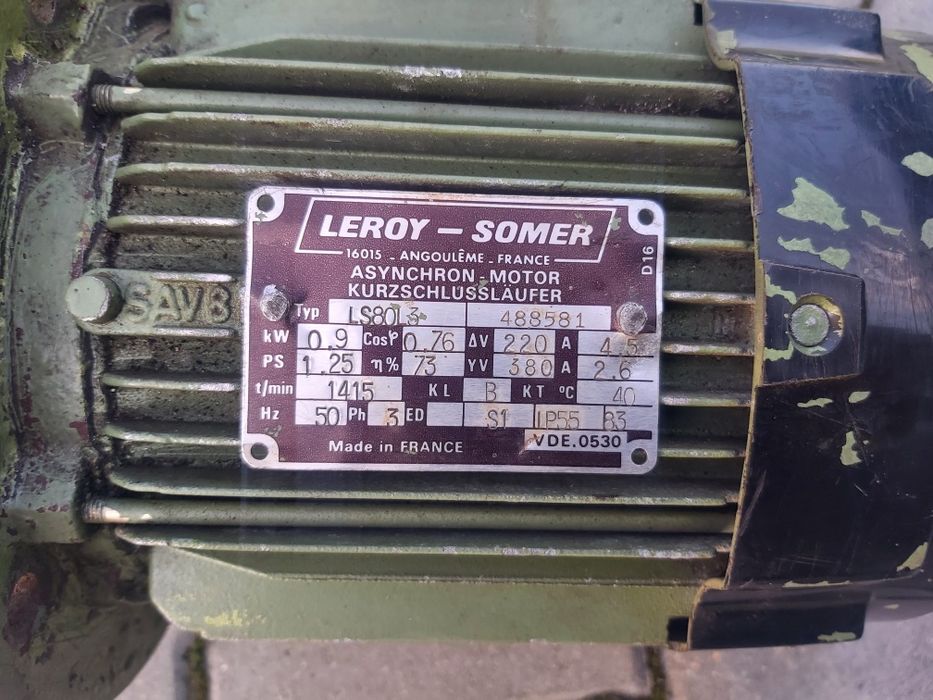 LEROY – SOMER
16015 - ANGOULÊME - FRANCE
D16
ASYNCHRON - MOTOR
KURZSCHLUSSLÄUFER
Typ 488581
kW 0.9 Cosφ 0.76 ΔV 220 A 4.5
PS 1.25 η% 73 YV 380 A 2.6
t/min 1415 KL B KT °C 40
Hz 50 Ph 3 ED S1 IP55 83
VDE.0530
Made in FRANCE
SAV8